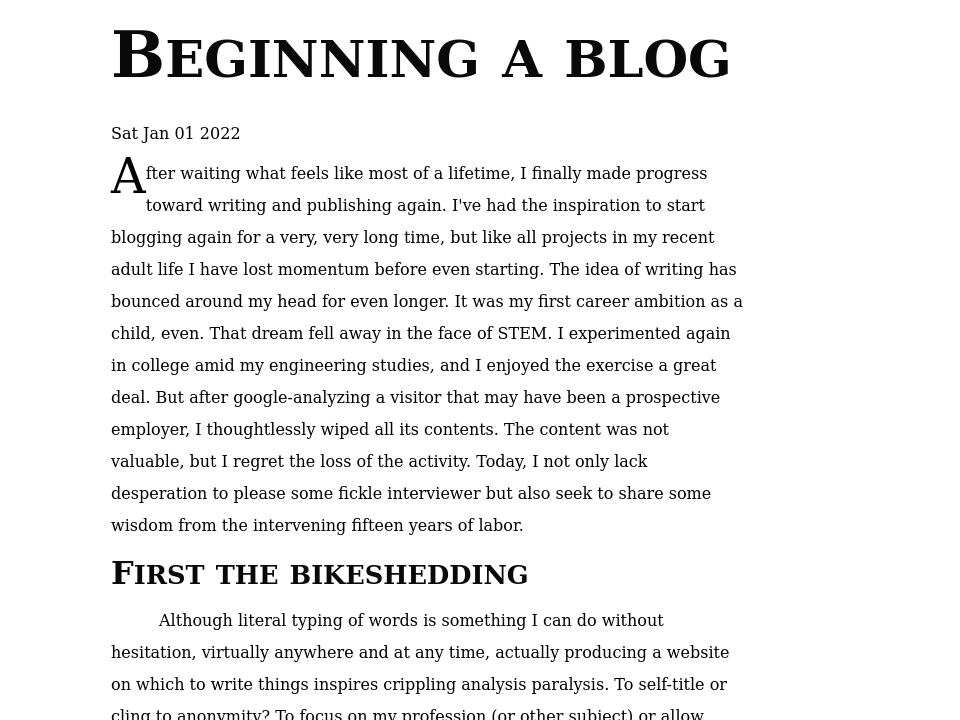 Beginning a blog
Sat Jan 01 2022
After waiting what feels like most of a lifetime, I finally made progress
toward writing and publishing again. I've had the inspiration to start
blogging again for a very, very long time, but like all projects in my recent
adult life I have lost momentum before even starting. The idea of writing has
bounced around my head for even longer. It was my first career ambition as a
child, even. That dream fell away in the face of STEM. I experimented again
in college amid my engineering studies, and I enjoyed the exercise a great
deal. But after google-analyzing a visitor that may have been a prospective
employer, I thoughtlessly wiped all its contents. The content was not
valuable, but I regret the loss of the activity. Today, I not only lack
desperation to please some fickle interviewer but also seek to share some
wisdom from the intervening fifteen years of labor.
First the bikeshedding
Although literal typing of words is something I can do without
hesitation, virtually anywhere and at any time, actually producing a website
on which to write things inspires crippling analysis paralysis. To self-title or
cling to anonymity? To focus on my profession (or other subject) or allow